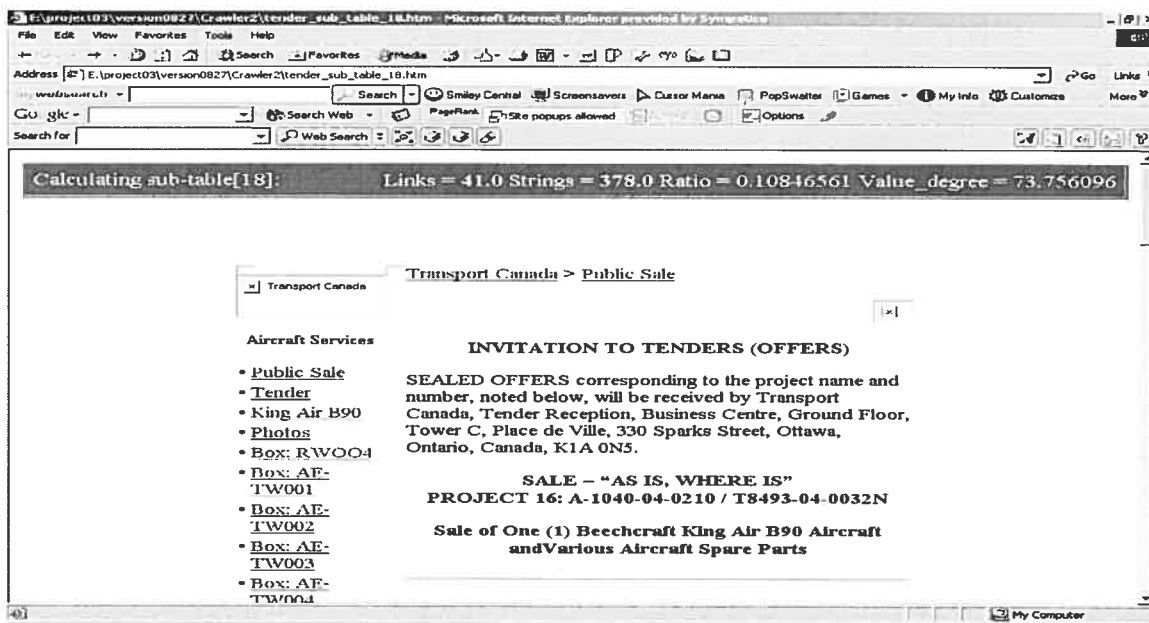 E:\project03\version0827\Crawler2\tender_sub_table_18.htm - Microsoft Internet Explorer provided by Sympatico
File Edit View Favorites Tools Help
Search Favorites Media
Address E:\project03\version0827\Crawler2\tender_sub_table_18.htm Go Links
websearch Search Smiley Central Screensavers Cursor Mania PopSwatter Games My Info Customize More
Search Web PageRank Site popups allowed Options
Search for Web Search
Calculating sub-table[18]: Links = 41.0 Strings = 378.0 Ratio = 0.10846561 Value_degree = 73.756096
Transport Canada > Public Sale
Transport Canada
Aircraft Services
• Public Sale
• Tender
• King Air B90
• Photos
• Box: RWOO4
• Box: AE-
TW001
• Box: AE-
TW002
• Box: AE-
TW003
• Box: AE-
TW004
INVITATION TO TENDERS (OFFERS)
SEALED OFFERS corresponding to the project name and
number, noted below, will be received by Transport
Canada, Tender Reception, Business Centre, Ground Floor,
Tower C, Place de Ville, 330 Sparks Street, Ottawa,
Ontario, Canada, K1A 0N5.
SALE – “AS IS, WHERE IS”
PROJECT 16: A-1040-04-0210 / T8493-04-0032N
Sale of One (1) Beechcraft King Air B90 Aircraft
andVarious Aircraft Spare Parts
My Computer